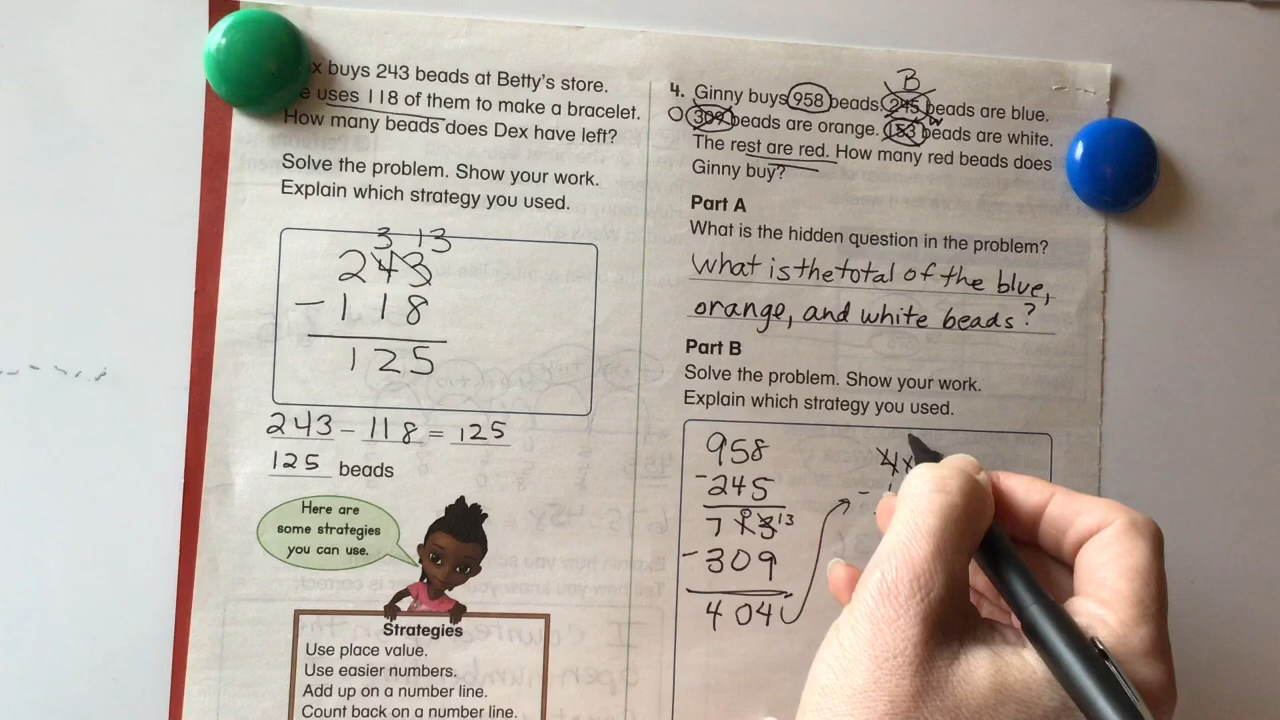 x buys 243 beads at Betty's store.
e uses 118 of them to make a bracelet.
How many beads does Dex have left?
Solve the problem. Show your work.
Explain which strategy you used.
3 13
243
- 118
125
243 - 118 = 125
125 beads
Here are
some strategies
you can use.
Strategies
Use place value.
Use easier numbers.
Add up on a number line.
Count back on a number line.
B
4. Ginny buys 958 beads. 245 beads are blue.
O 309 beads are orange. 153 beads are white.
The rest are red. How many red beads does
Ginny buy?
Part A
What is the hidden question in the problem?
What is the total of the blue,
orange, and white beads?
Part B
Solve the problem. Show your work.
Explain which strategy you used.
958
- 245
713
0 13
- 309
404
4
-